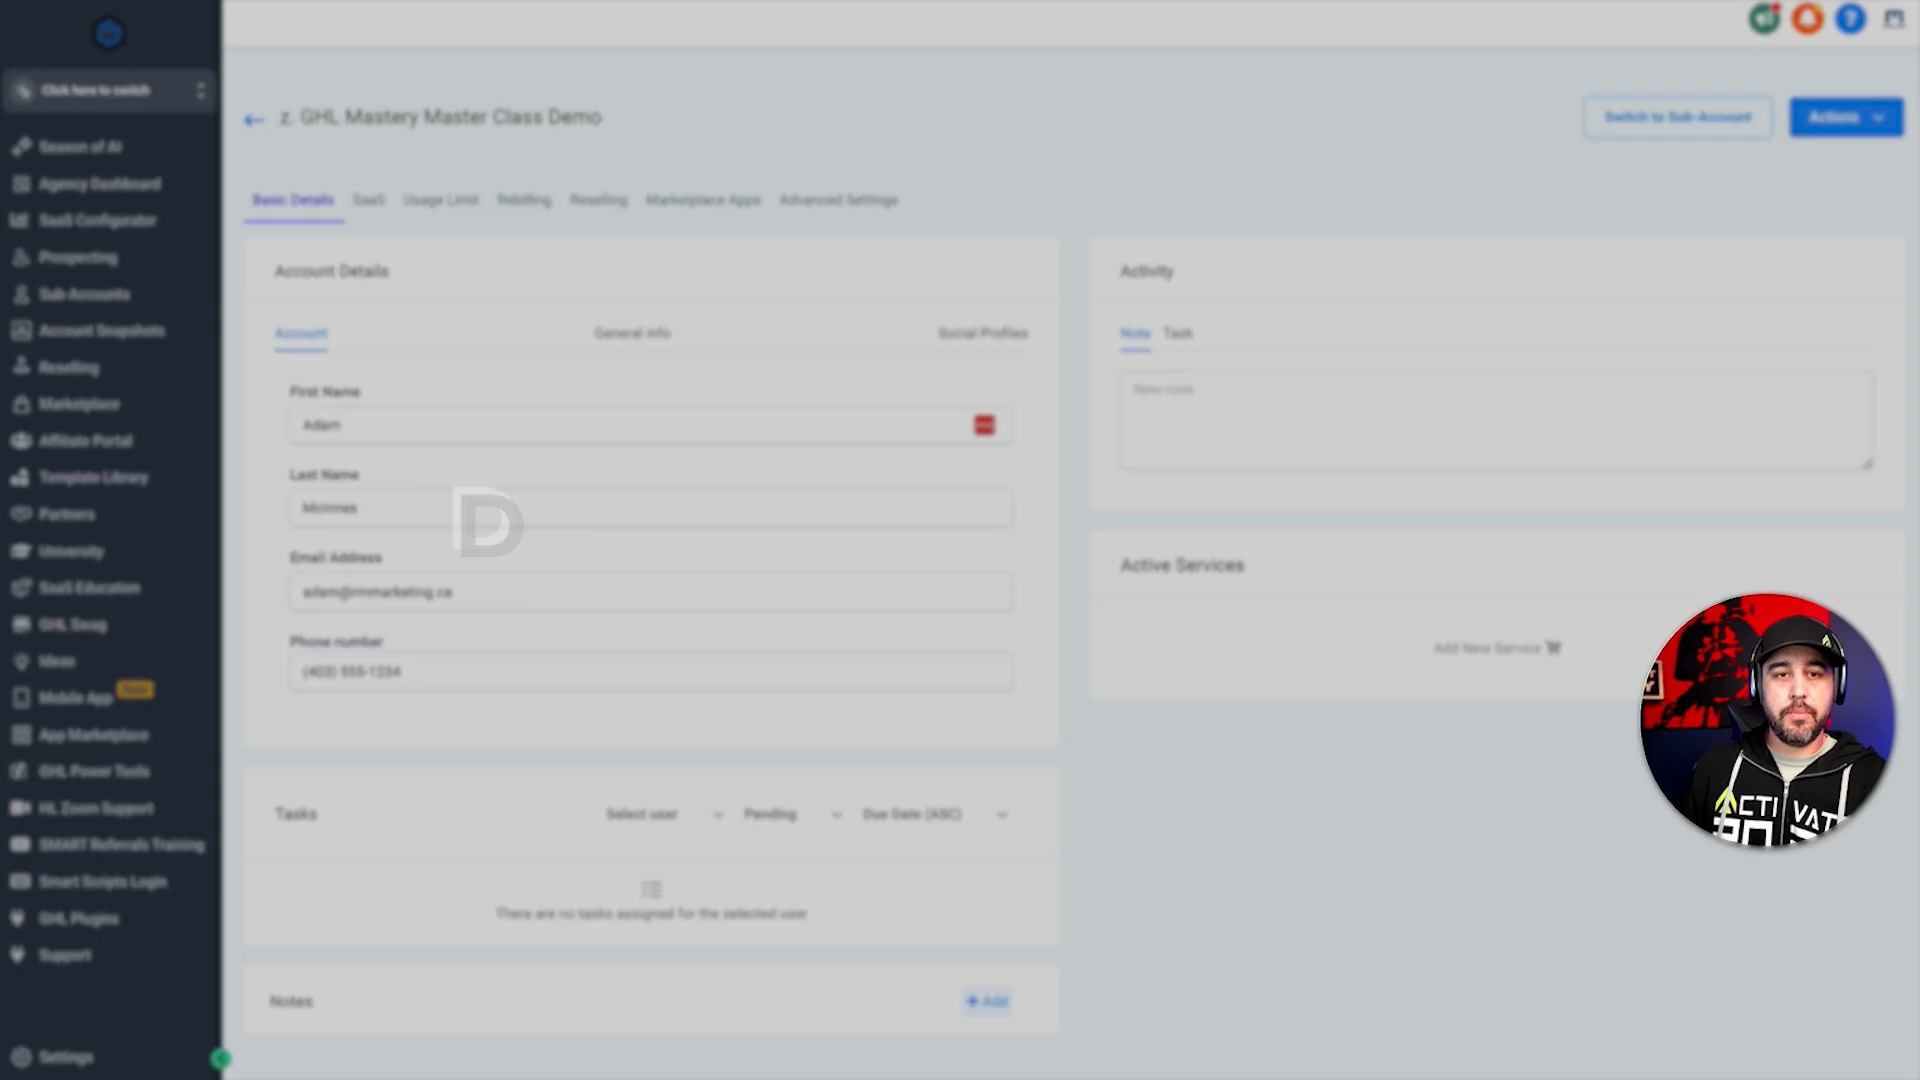 Click here to switch
Season of AI
Agency Dashboard
SaaS Configurator
Prospecting
Sub-Accounts
Account Snapshots
Reselling
Marketplace
Affiliate Portal
Template Library
Partners
University
SaaS Education
GHL Swag
Ideas
Mobile App
App Marketplace
GHL Power Tools
HL Zoom Support
SMART Referrals Training
Smart Scripts Login
GHL Plugins
Support
Settings
z. GHL Mastery Master Class Demo
Switch to Sub-Account
Actions
Basic Details SaaS Usage Limit Rebilling Reselling Marketplace Apps Advanced Settings
Account Details
Account General Info Social Profiles
First Name
Adam
Last Name
McInnes
Email Address
adam@rmmarketing.ca
Phone number
(403) 555-1234
Activity
Note Task
New note
Active Services
Add New Service
Tasks Select user Pending Due Date (ASC)
There are no tasks assigned for the selected user
Notes + Add
D